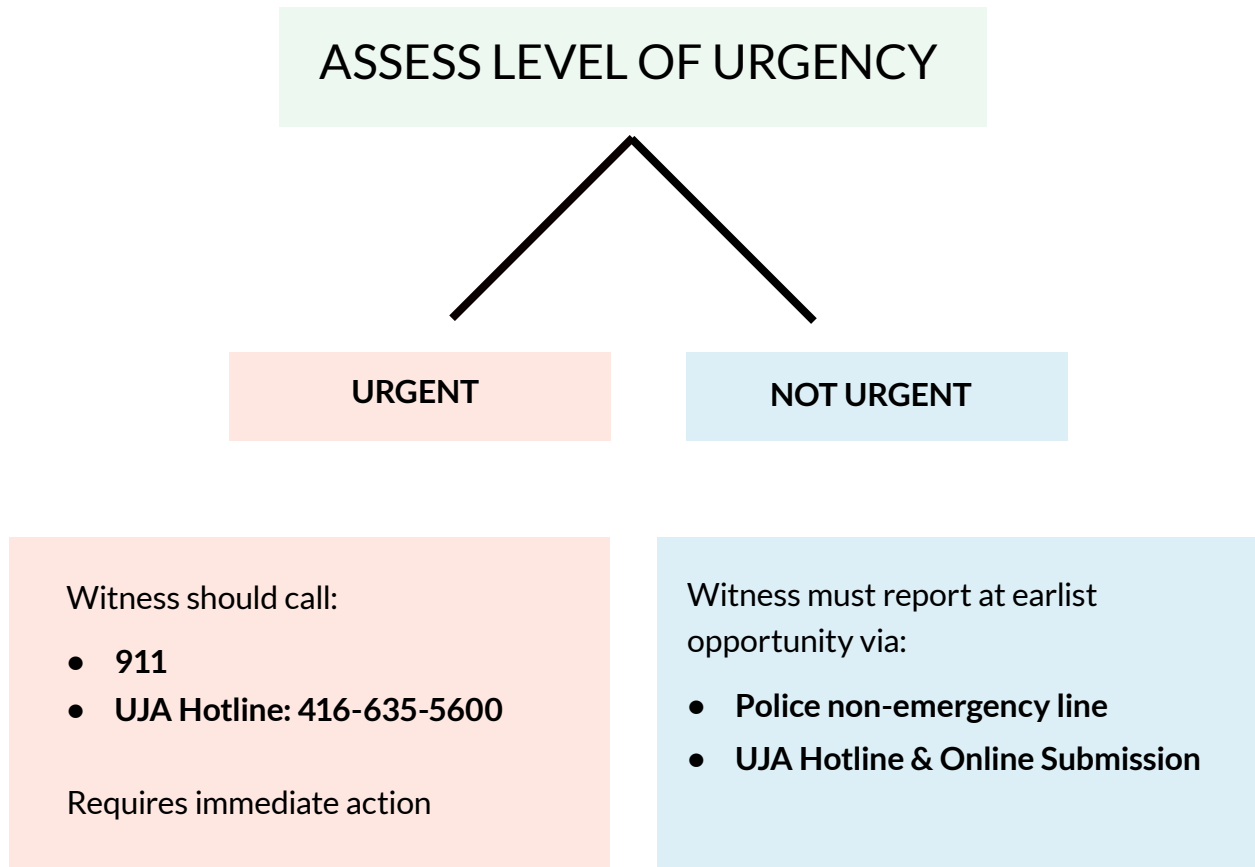 ASSESS LEVEL OF URGENCY
URGENT
NOT URGENT
Witness should call:
● 911
● UJA Hotline: 416-635-5600
Requires immediate action
Witness must report at earlist
opportunity via:
● Police non-emergency line
● UJA Hotline & Online Submission